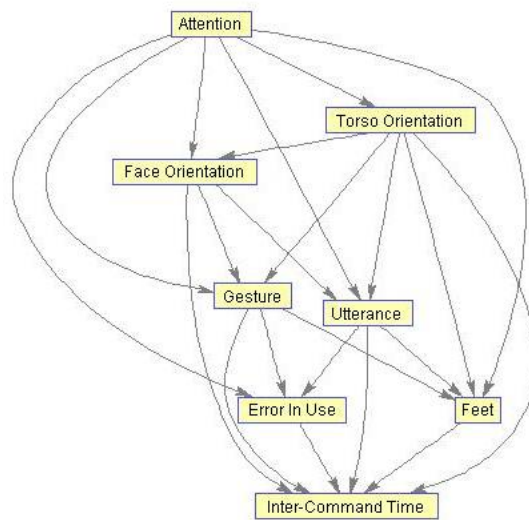 Attention
Torso Orientation
Face Orientation
Gesture
Utterance
Error In Use
Feet
Inter-Command Time